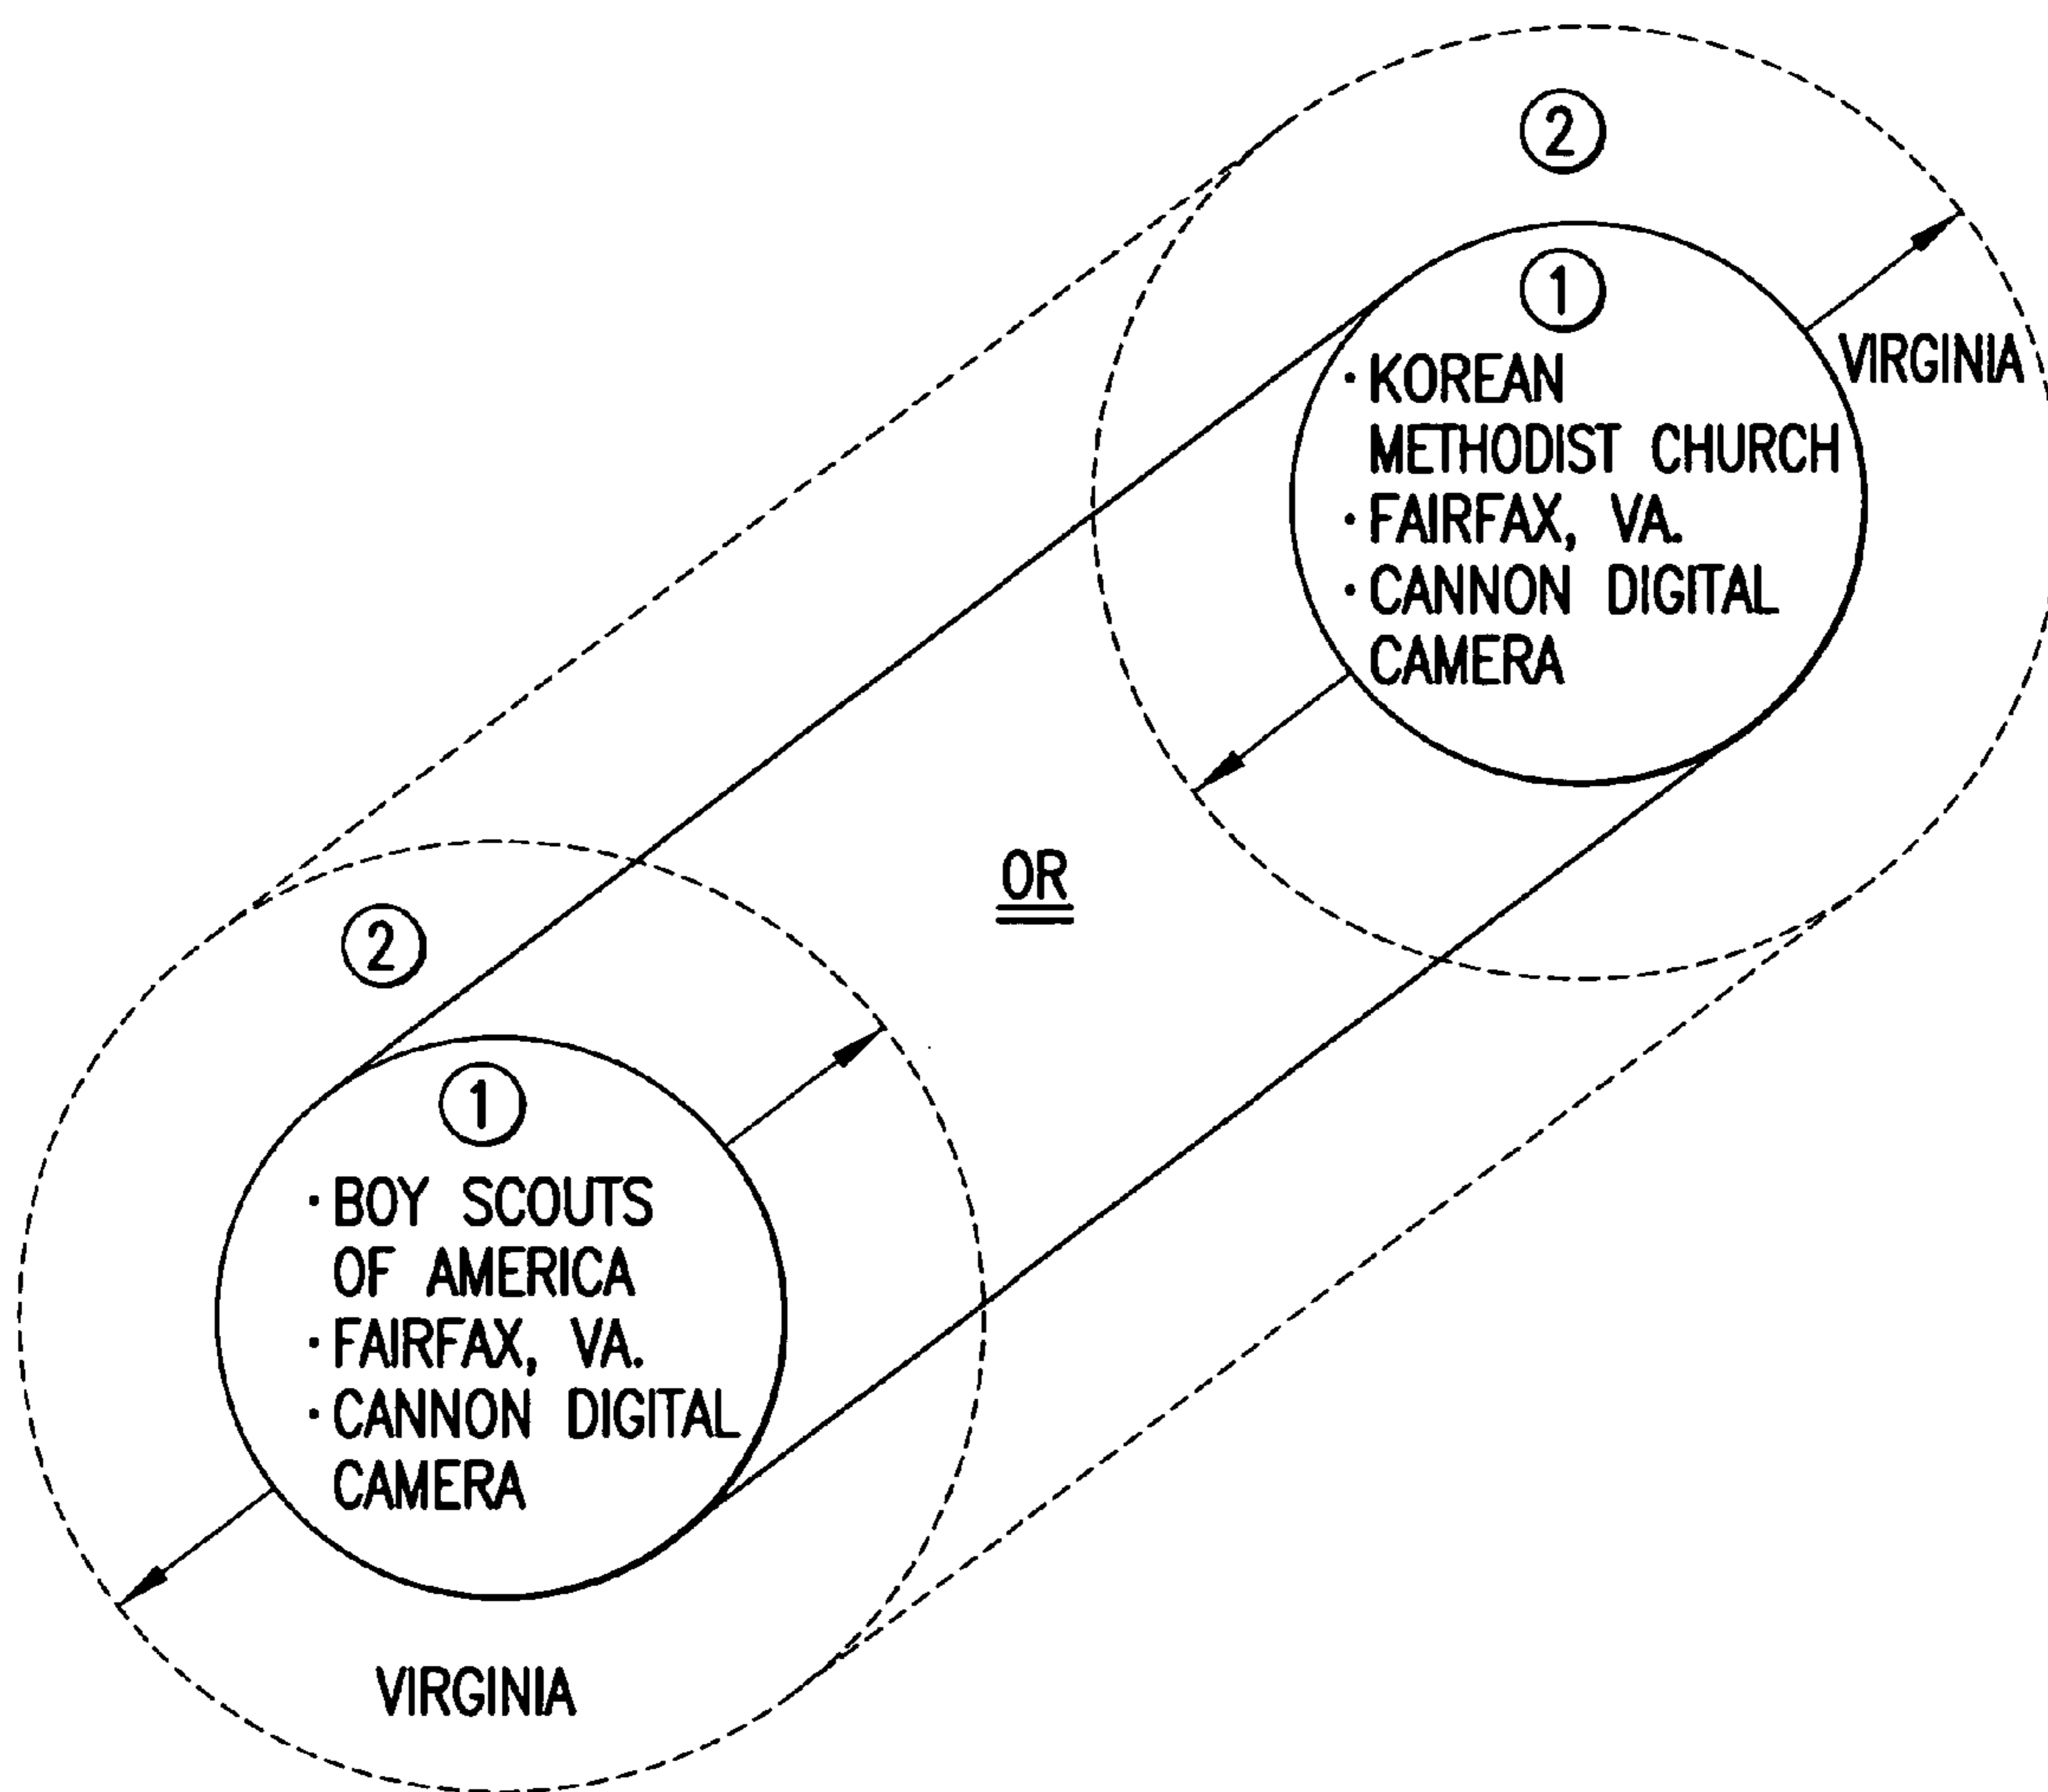 ②
①
VIRGINIA
· KOREAN
METHODIST CHURCH
· FAIRFAX, VA.
· CANNON DIGITAL
CAMERA
OR
②
①
· BOY SCOUTS
OF AMERICA
· FAIRFAX, VA.
· CANNON DIGITAL
CAMERA
VIRGINIA